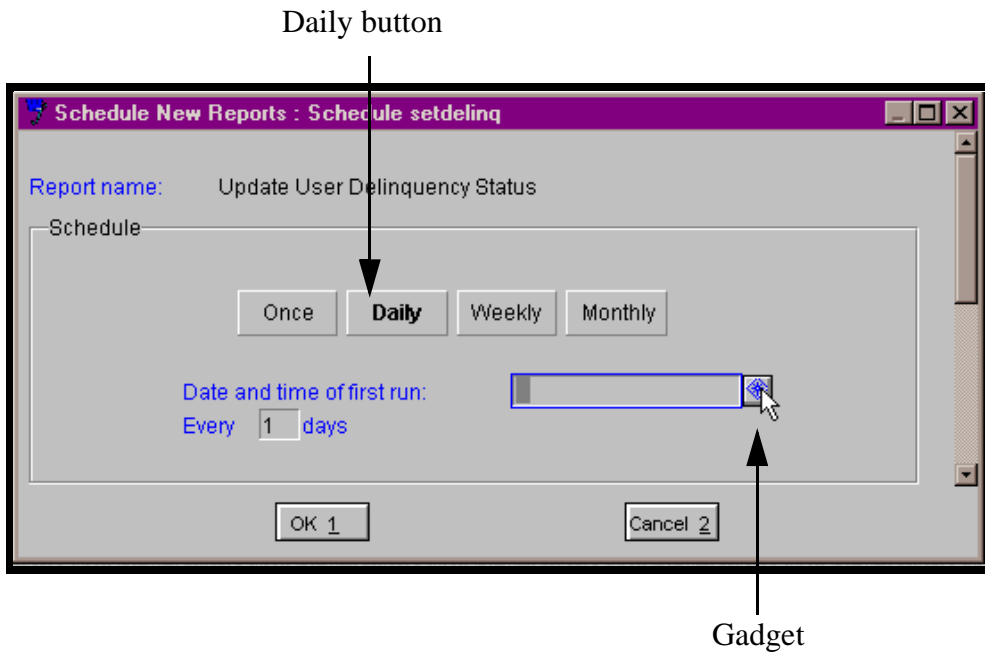 Daily button
Schedule New Reports : Schedule setdelinq
Report name: Update User Delinquency Status
Schedule
Once Daily Weekly Monthly
Date and time of first run:
Every 1 days
OK 1 Cancel 2
Gadget